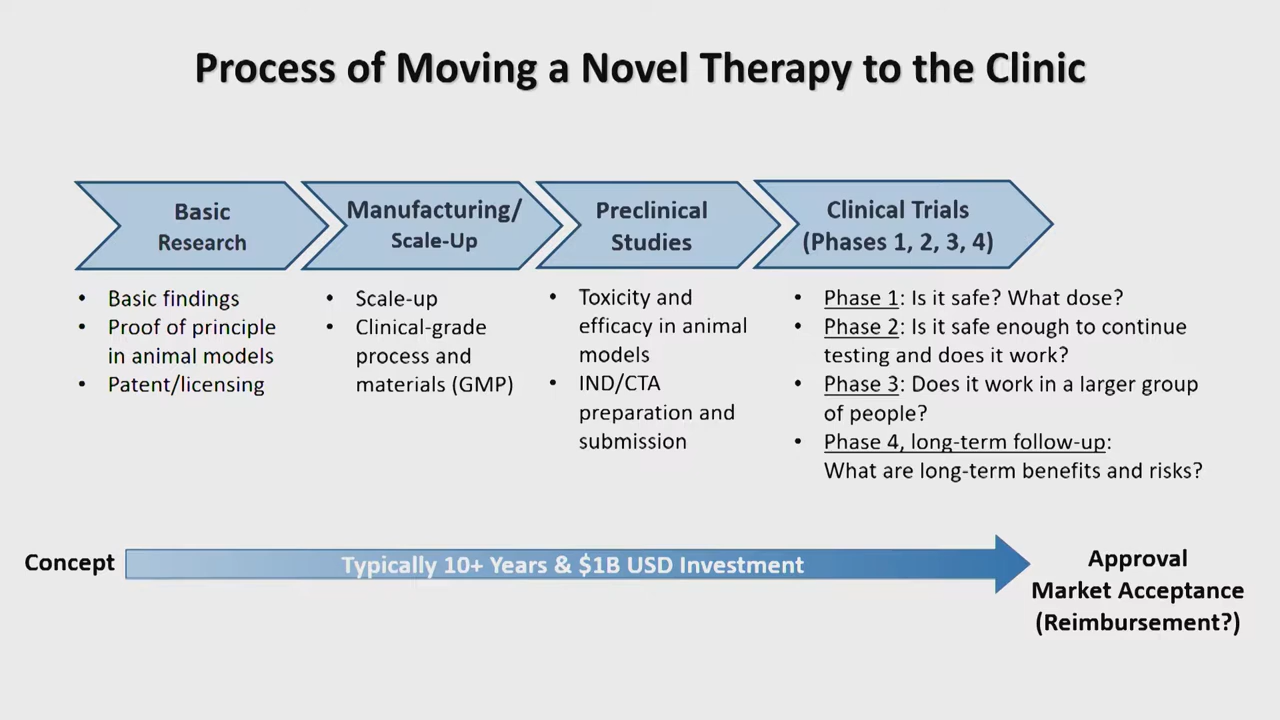 Process of Moving a Novel Therapy to the Clinic
Basic
Research
Manufacturing/
Scale-Up
Preclinical
Studies
Clinical Trials
(Phases 1, 2, 3, 4)
• Basic findings
• Proof of principle
in animal models
• Patent/licensing
• Scale-up
• Clinical-grade
process and
materials (GMP)
• Toxicity and
efficacy in animal
models
• IND/CTA
preparation and
submission
• Phase 1: Is it safe? What dose?
• Phase 2: Is it safe enough to continue
testing and does it work?
• Phase 3: Does it work in a larger group
of people?
• Phase 4, long-term follow-up:
What are long-term benefits and risks?
Concept
Typically 10+ Years & $1B USD Investment
Approval
Market Acceptance
(Reimbursement?)